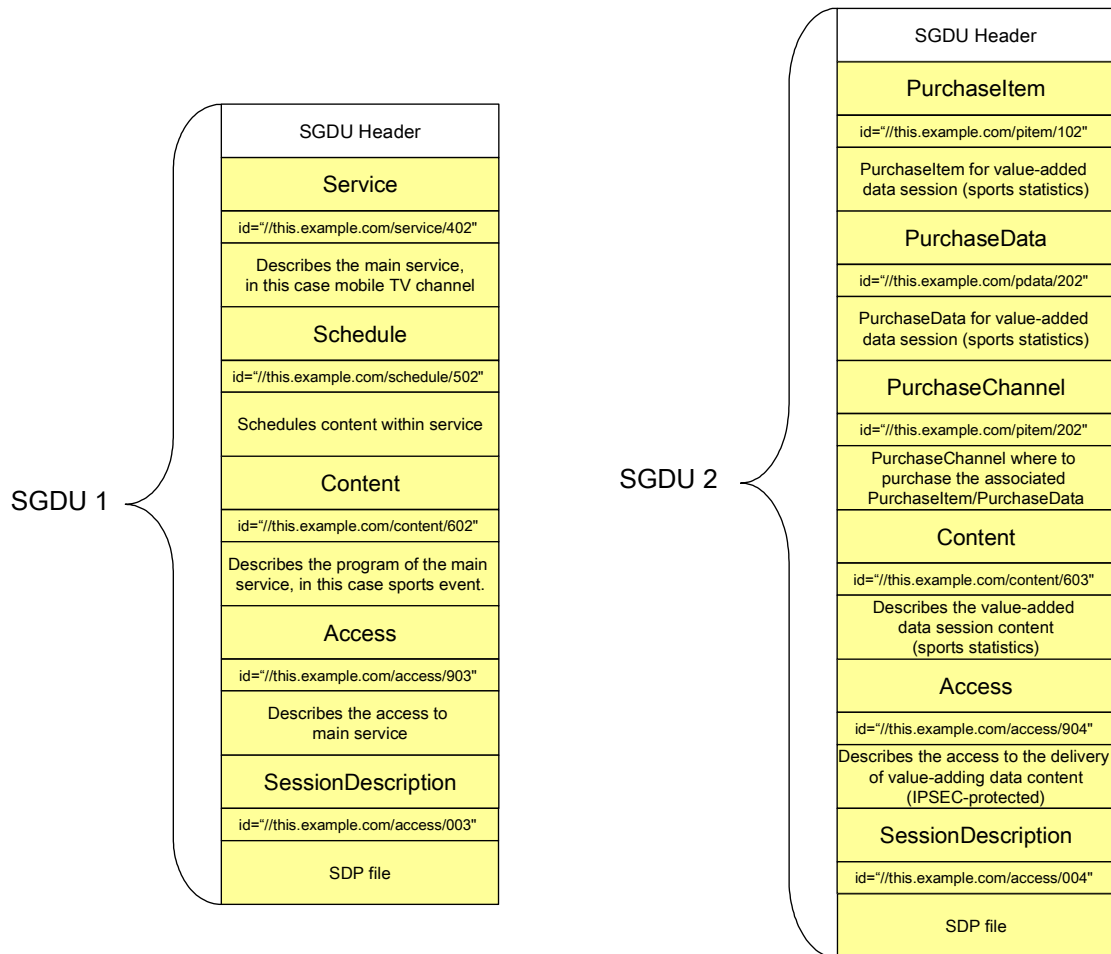 SGDU 1
SGDU Header
Service
id=“//this.example.com/service/402"
Describes the main service,
in this case mobile TV channel
Schedule
id=“//this.example.com/schedule/502"
Schedules content within service
Content
id=“//this.example.com/content/602"
Describes the program of the main
service, in this case sports event.
Access
id=“//this.example.com/access/903"
Describes the access to
main service
SessionDescription
id=“//this.example.com/access/003"
SDP file
SGDU 2
SGDU Header
PurchaseItem
id=“//this.example.com/pitem/102"
PurchaseItem for value-added
data session (sports statistics)
PurchaseData
id=“//this.example.com/pdata/202"
PurchaseData for value-added
data session (sports statistics)
PurchaseChannel
id=“//this.example.com/pitem/202"
PurchaseChannel where to
purchase the associated
PurchaseItem/PurchaseData
Content
id=“//this.example.com/content/603"
Describes the value-added
data session content
(sports statistics)
Access
id=“//this.example.com/access/904"
Describes the access to the delivery
of value-adding data content
(IPSEC-protected)
SessionDescription
id=“//this.example.com/access/004"
SDP file